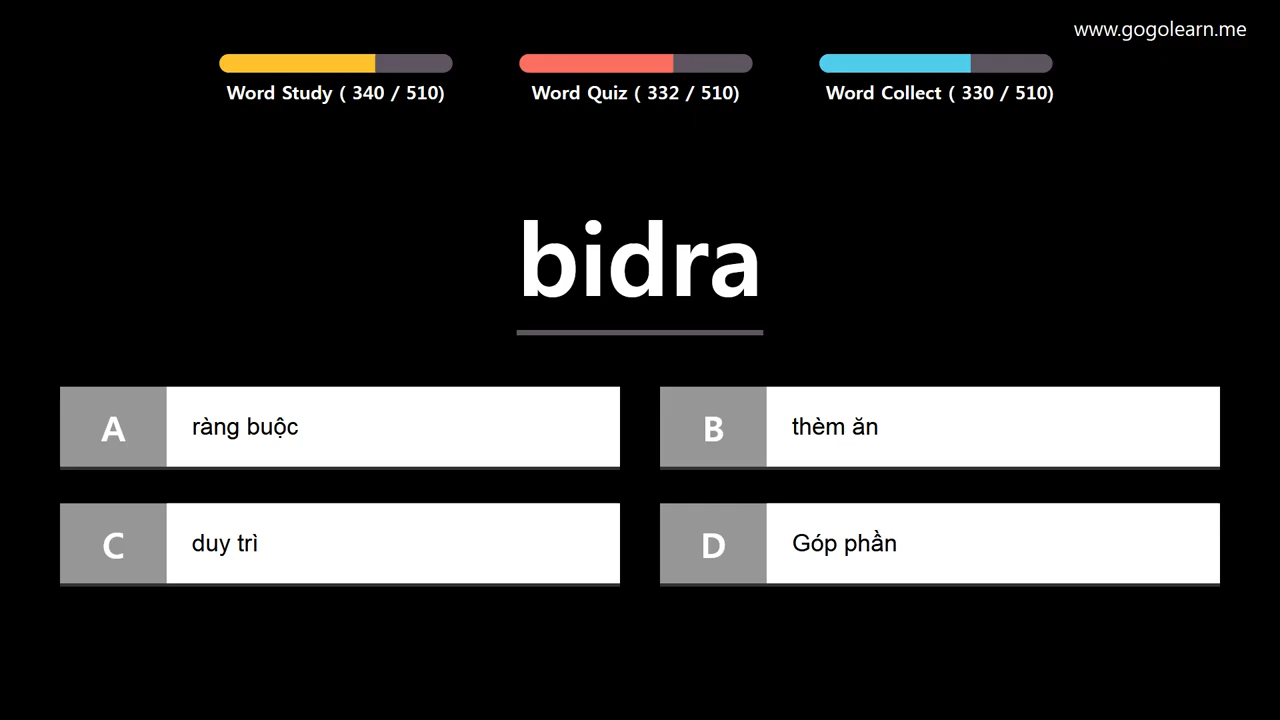 www.gogolearn.me
Word Study ( 340 / 510)
Word Quiz ( 332 / 510)
Word Collect ( 330 / 510)
bidra
A
ràng buộc
B
thèm ăn
C
duy trì
D
Góp phần